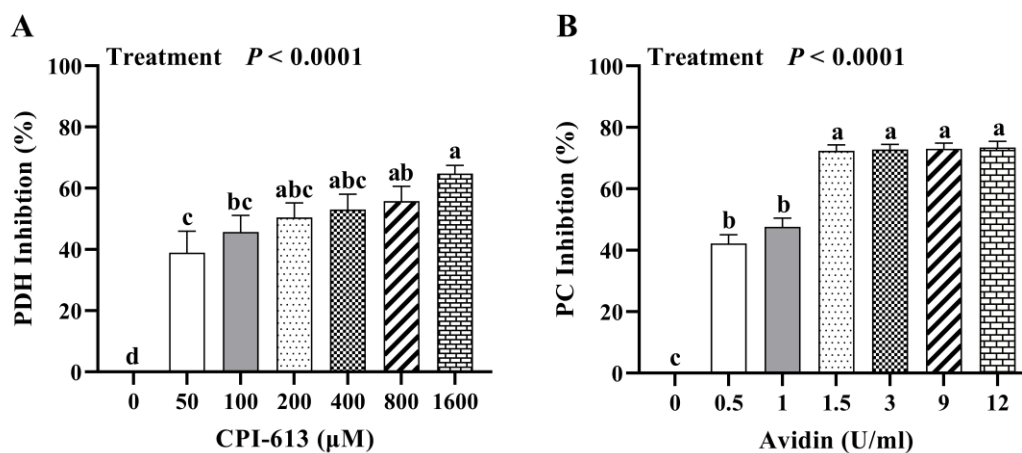 A
Treatment P < 0.0001
PDH Inhibtion (%)
100
80
60
40
20
0
d
c
bc
abc
abc
ab
a
0 50 100 200 400 800 1600
CPI-613 (μM)
B
Treatment P < 0.0001
PC Inhibtion (%)
100
80
60
40
20
0
c
b
b
a
a
a
a
0 0.5 1 1.5 3 9 12
Avidin (U/ml)